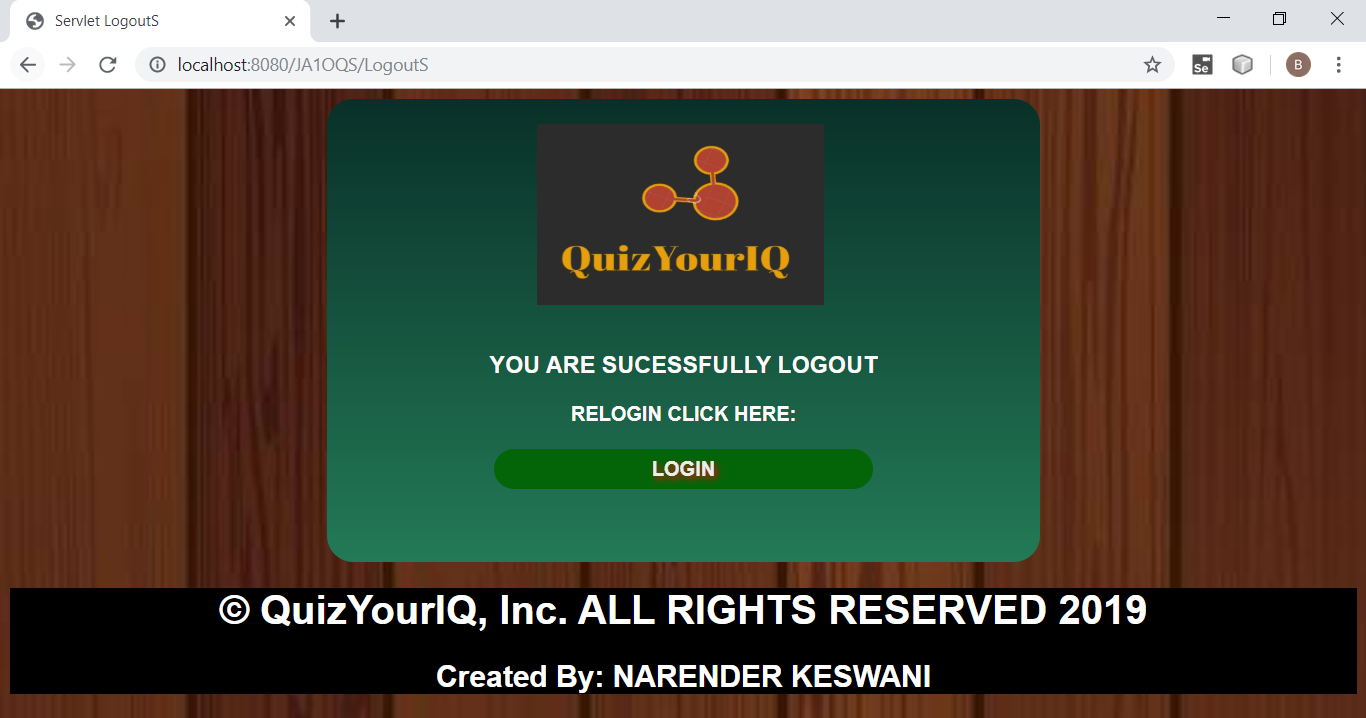 Servlet LogoutS
localhost:8080/JA1OQS/LogoutS
Se
B
QuizYourIQ
YOU ARE SUCESSFULLY LOGOUT
RELOGIN CLICK HERE:
LOGIN
© QuizYourIQ, Inc. ALL RIGHTS RESERVED 2019
Created By: NARENDER KESWANI